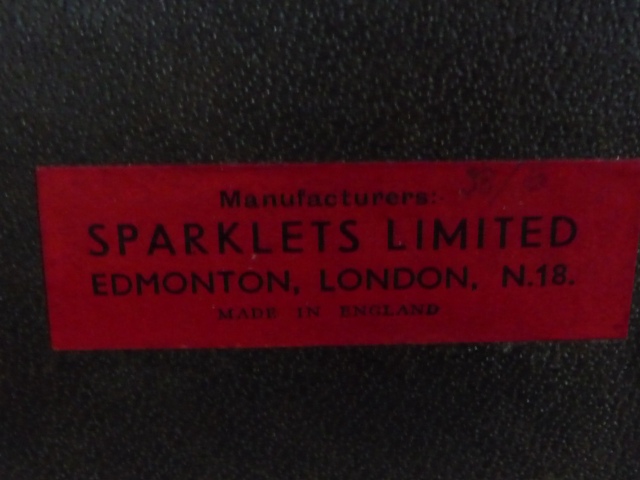 Manufacturers:
SPARKLETS LIMITED
EDMONTON, LONDON, N.18.
MADE IN ENGLAND